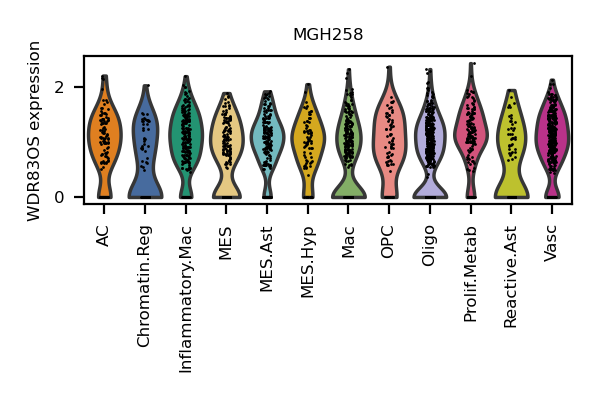 MGH258
WDR83OS expression
2
0
AC
Chromatin.Reg
Inflammatory.Mac
MES
MES.Ast
MES.Hyp
Mac
OPC
Oligo
Prolif.Metab
Reactive.Ast
Vasc